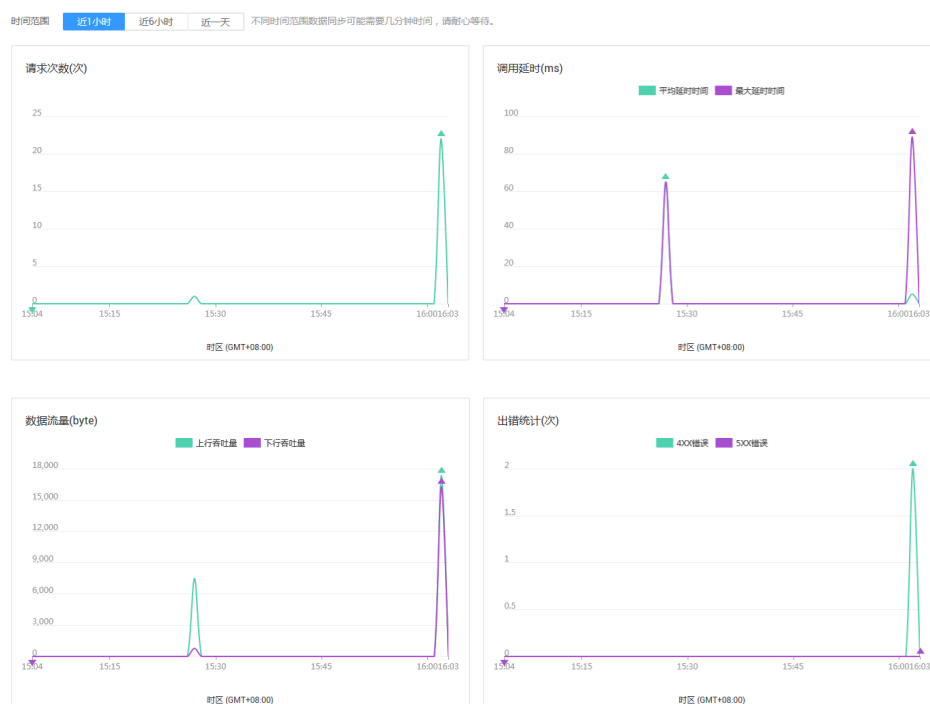 时间范围 近1小时 近6小时 近一天 不同时间范围数据同步可能需要几分钟时间，请耐心等待。
请求次数(次)
25
20
15
10
5
0
15:04 15:15 15:30 15:45 16:00 16:03
时区 (GMT+08:00)
调用延时(ms)
平均延时时间 最大延时时间
100
80
60
40
20
0
15:04 15:15 15:30 15:45 16:00 16:03
时区 (GMT+08:00)
数据流量(byte)
上行吞吐量 下行吞吐量
18,000
15,000
12,000
9,000
6,000
3,000
0
15:04 15:15 15:30 15:45 16:00 16:03
时区 (GMT+08:00)
出错统计(次)
4XX错误 5XX错误
2
1.5
1
0.5
0
15:04 15:15 15:30 15:45 16:00 16:03
时区 (GMT+08:00)